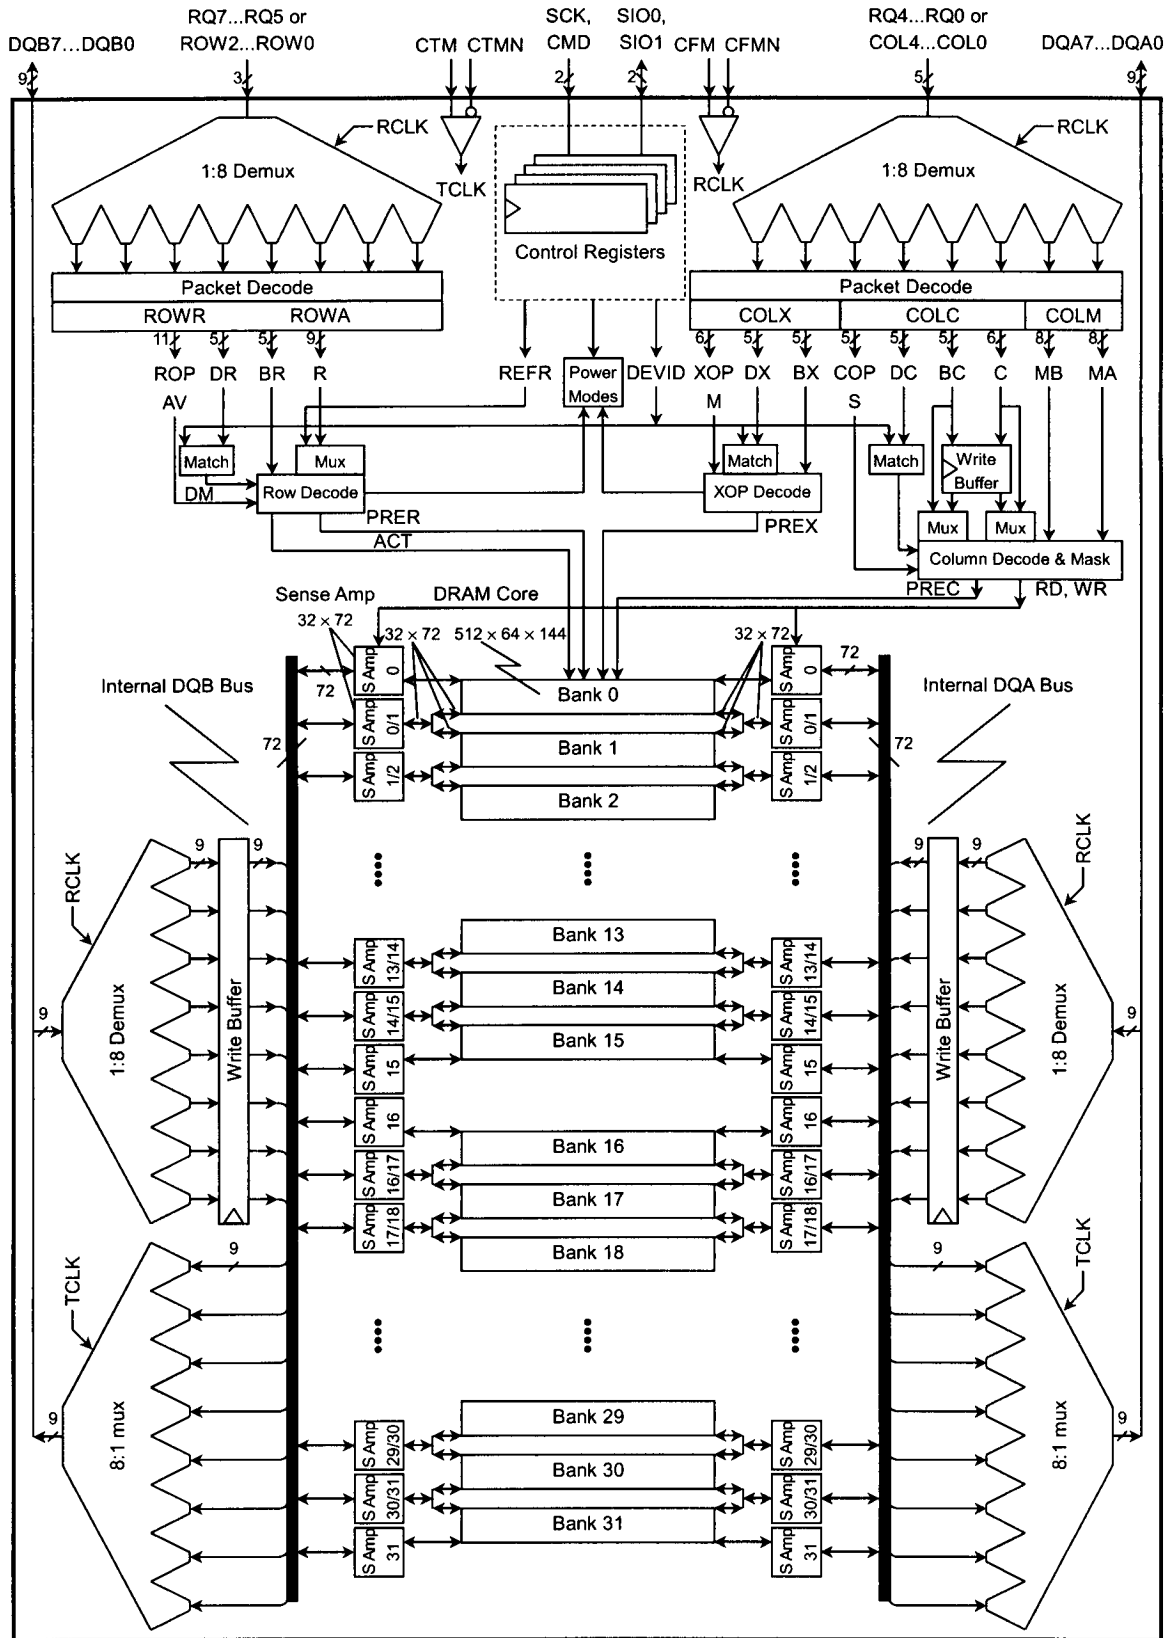 RQ7...RQ5 or
SCK,
SIO0,
RQ4...RQ0 or
DQB7...DQB0
ROW2...ROW0
CTM
CTMN
CMD
SIO1
CFM
CFMN
COL4...COL0
DQA7...DQA0
9
3
2
2
5
9
RCLK
RCLK
1:8 Demux
TCLK
RCLK
1:8 Demux
Control Registers
Packet Decode
Packet Decode
ROWR
ROWA
COLX
COLC
COLM
11
5
5
9
6
5
5
5
5
5
6
8
8
ROP
DR
BR
R
REFR
Power
Modes
DEVID
XOP
DX
BX
COP
DC
BC
C
MB
MA
AV
M
S
Match
Mux
Match
Match
Write
Buffer
DM
Row Decode
XOP Decode
PRER
PREX
Mux
Mux
ACT
Column Decode & Mask
PREC
RD, WR
Sense Amp
DRAM Core
32 × 72
32 × 72
512 × 64 × 144
32 × 72
72
S Amp
0
S Amp
0
72
72
Internal DQB Bus
Bank 0
Internal DQA Bus
S Amp
0/1
S Amp
0/1
72
Bank 1
72
S Amp
1/2
S Amp
1/2
Bank 2
9
9
9
9
RCLK
RCLK
Bank 13
S Amp
13/14
S Amp
13/14
Bank 14
S Amp
14/15
S Amp
14/15
9
1:8 Demux
Write Buffer
Bank 15
Write Buffer
1:8 Demux
9
S Amp
15
S Amp
15
S Amp
16
S Amp
16
Bank 16
S Amp
16/17
S Amp
16/17
Bank 17
S Amp
17/18
S Amp
17/18
Bank 18
9
9
TCLK
TCLK
Bank 29
9
8:1 mux
S Amp
29/30
S Amp
29/30
8:1 mux
9
Bank 30
S Amp
30/31
S Amp
30/31
Bank 31
S Amp
31
S Amp
31